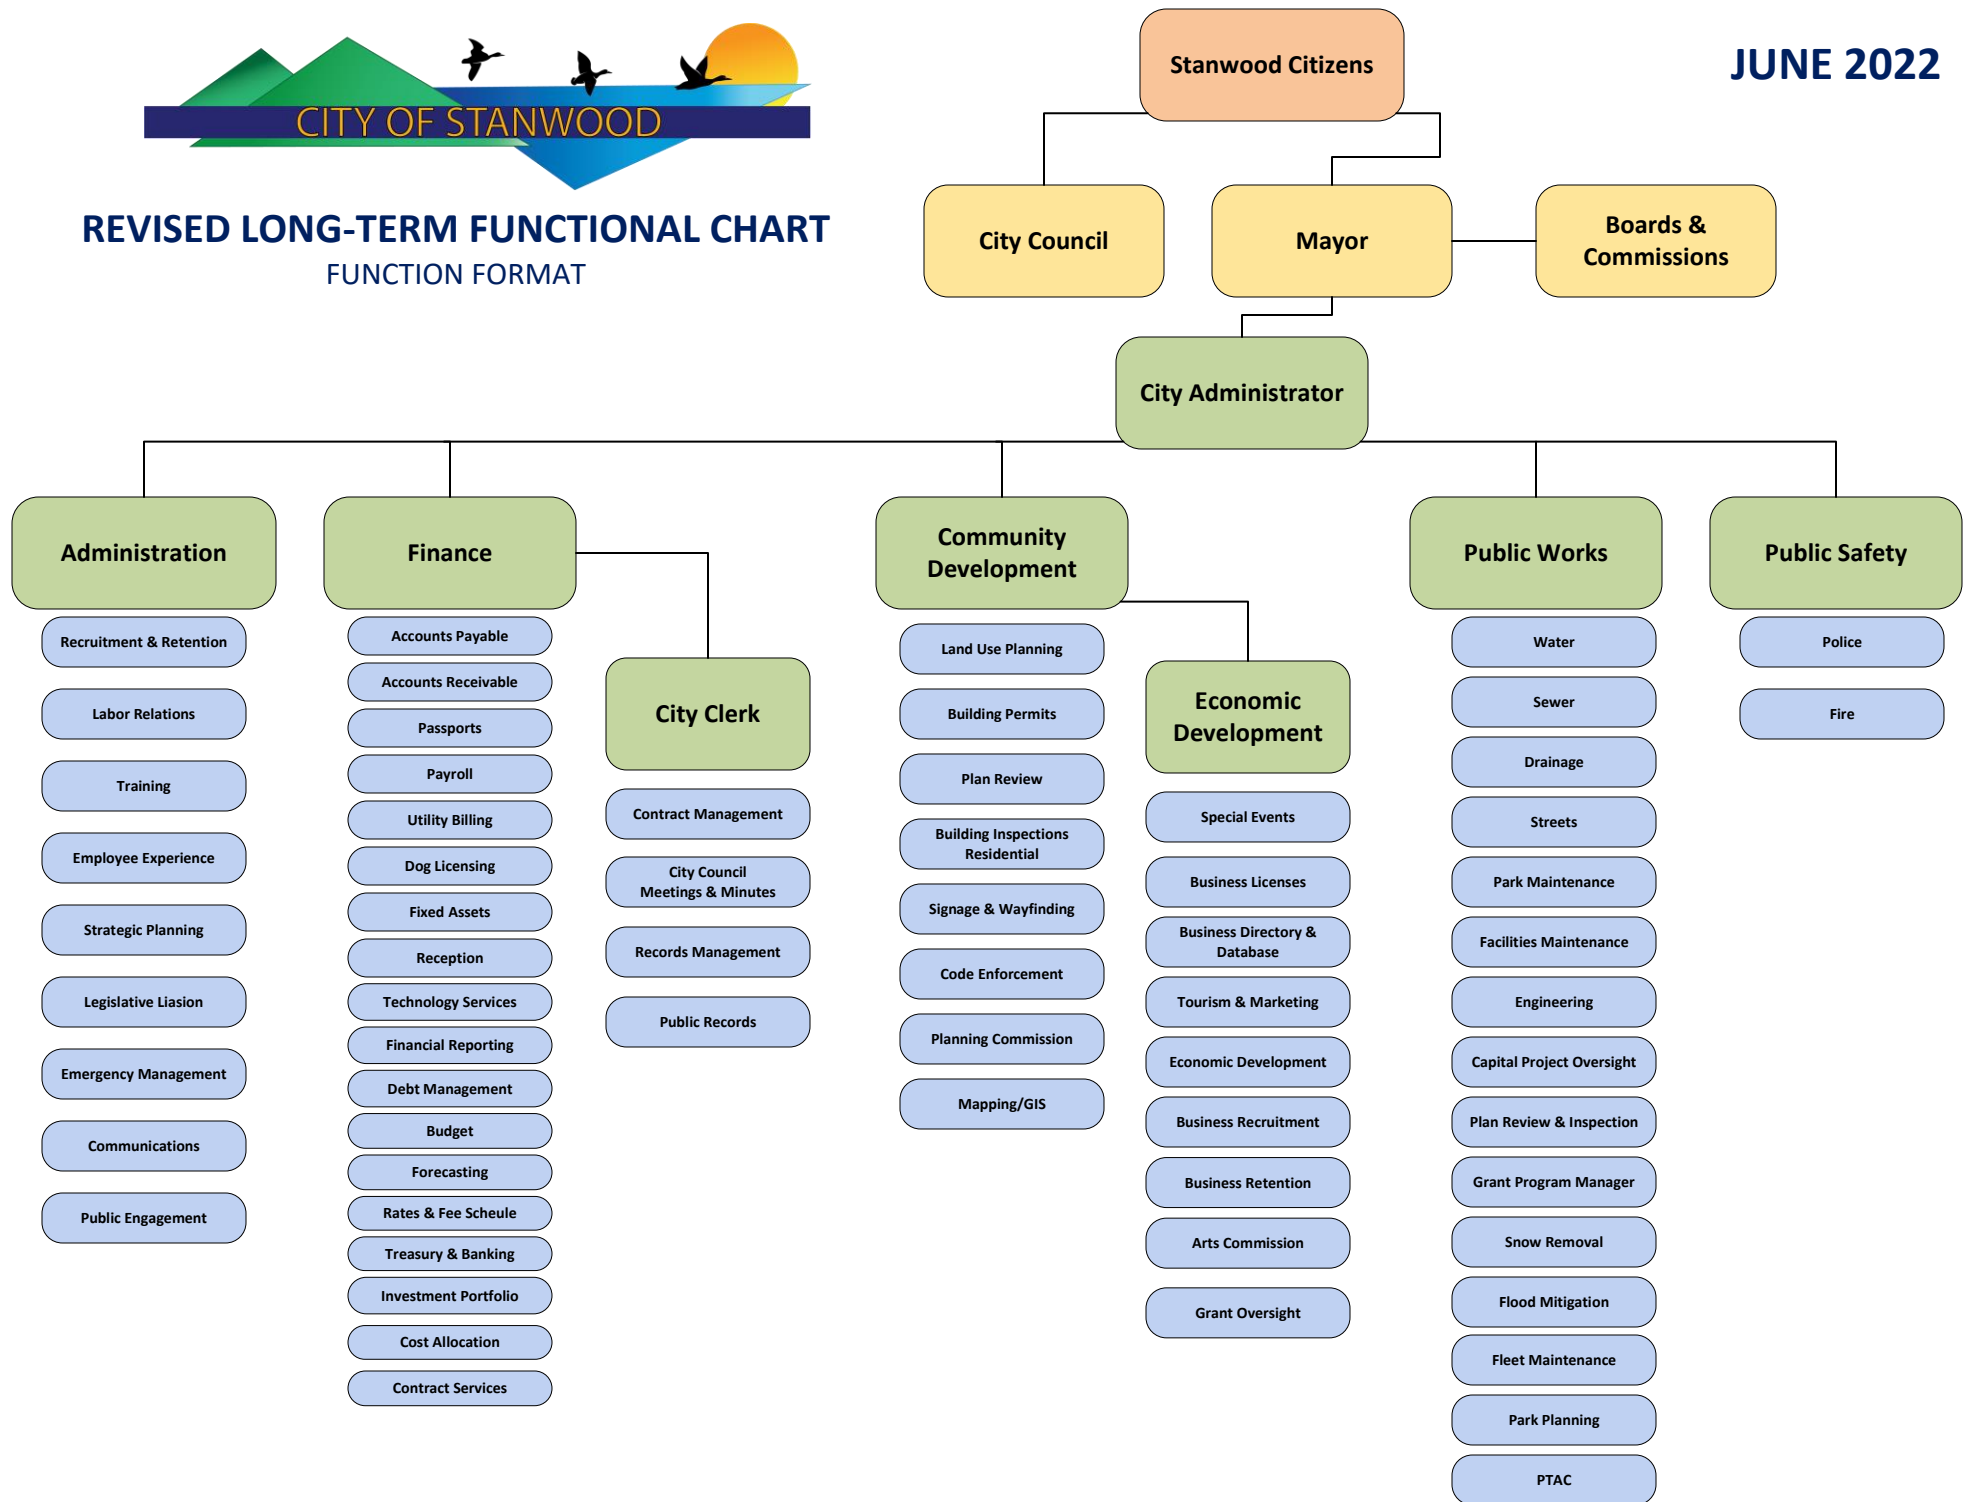 CITY OF STANWOOD
REVISED LONG-TERM FUNCTIONAL CHART
FUNCTION FORMAT
JUNE 2022
Stanwood Citizens
City Council
Mayor
Boards &
Commissions
City Administrator
Administration
Recruitment & Retention
Labor Relations
Training
Employee Experience
Strategic Planning
Legislative Liasion
Emergency Management
Communications
Public Engagement
Finance
Accounts Payable
Accounts Receivable
Passports
Payroll
Utility Billing
Dog Licensing
Fixed Assets
Reception
Technology Services
Financial Reporting
Debt Management
Budget
Forecasting
Rates & Fee Scheule
Treasury & Banking
Investment Portfolio
Cost Allocation
Contract Services
City Clerk
Contract Management
City Council
Meetings & Minutes
Records Management
Public Records
Community
Development
Land Use Planning
Building Permits
Plan Review
Building Inspections
Residential
Signage & Wayfinding
Code Enforcement
Planning Commission
Mapping/GIS
Economic
Development
Special Events
Business Licenses
Business Directory &
Database
Tourism & Marketing
Economic Development
Business Recruitment
Business Retention
Arts Commission
Grant Oversight
Public Works
Water
Sewer
Drainage
Streets
Park Maintenance
Facilities Maintenance
Engineering
Capital Project Oversight
Plan Review & Inspection
Grant Program Manager
Snow Removal
Flood Mitigation
Fleet Maintenance
Park Planning
PTAC
Public Safety
Police
Fire